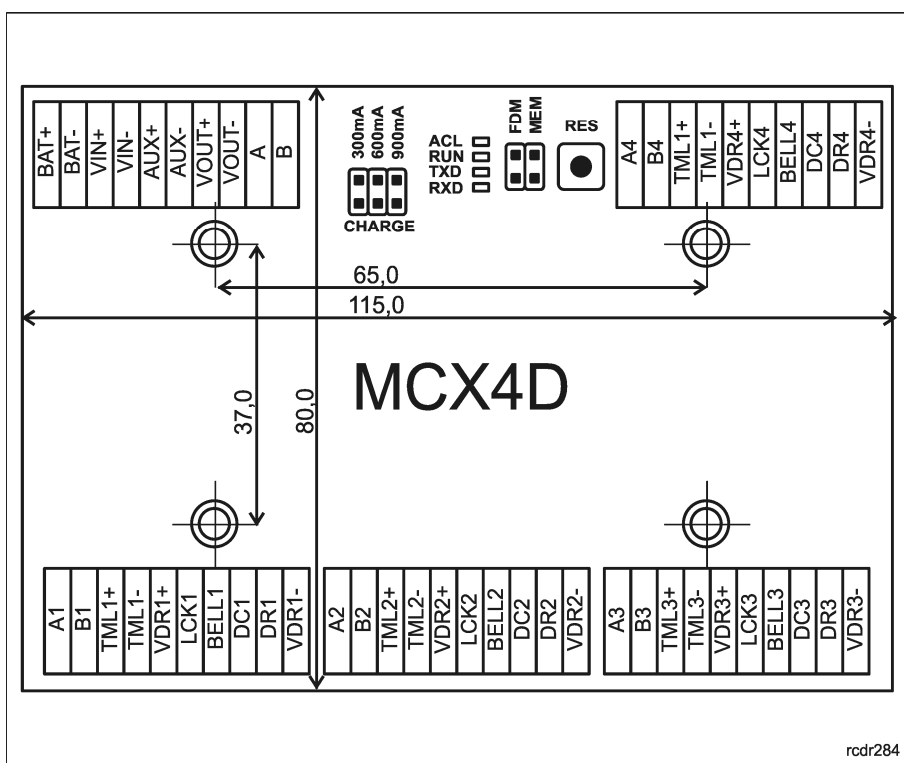 BAT+ BAT- VIN+ VIN- AUX+ AUX- VOUT+ VOUT- A B
300mA 600mA 900mA
CHARGE
ACL
RUN
TXD
RXD
FDM MEM
RES
A4 B4 TML1+ TML1- VDR4+ LCK4 BELL4 DC4 DR4 VDR4-
65,0
115,0
37,0
80,0
MCX4D
A1 B1 TML1+ TML1- VDR1+ LCK1 BELL1 DC1 DR1 VDR1-
A2 B2 TML2+ TML2- VDR2+ LCK2 BELL2 DC2 DR2 VDR2-
A3 B3 TML3+ TML3- VDR3+ LCK3 BELL3 DC3 DR3 VDR3-
rcdr284